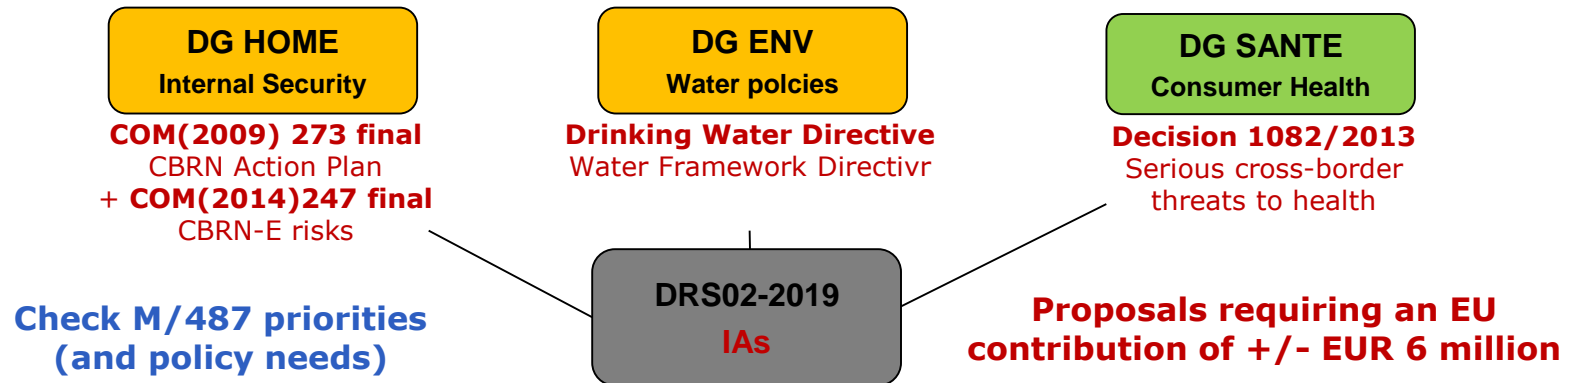 DG HOME
Internal Security
COM(2009) 273 final
CBRN Action Plan
+ COM(2014)247 final
CBRN-E risks
DG ENV
Water polcies
Drinking Water Directive
Water Framework Directivr
DG SANTE
Consumer Health
Decision 1082/2013
Serious cross-border
threats to health
Check M/487 priorities
(and policy needs)
DRS02-2019
IAs
Proposals requiring an EU
contribution of +/- EUR 6 million